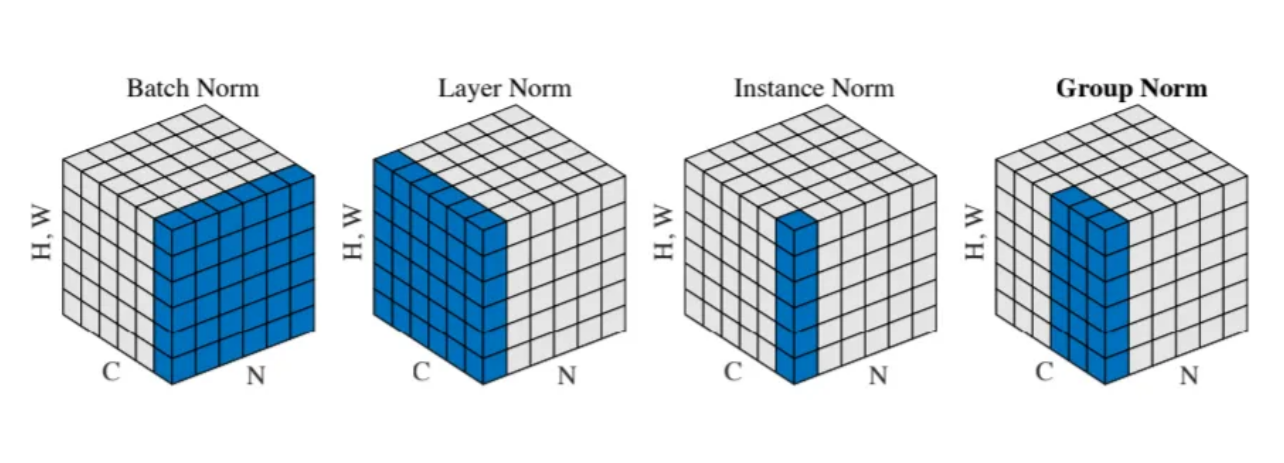 Batch Norm
Layer Norm
Instance Norm
Group Norm
H, W
C
N
H, W
C
N
H, W
C
N
H, W
C
N